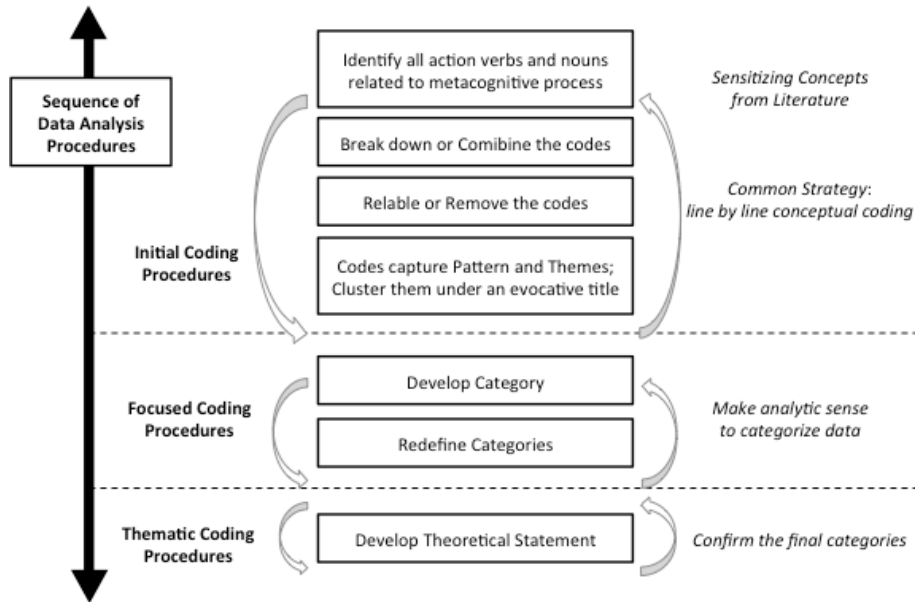 Sequence of
Data Analysis
Procedures
Identify all action verbs and nouns
related to metacognitive process
Break down or Comibine the codes
Relable or Remove the codes
Codes capture Pattern and Themes;
Cluster them under an evocative title
Initial Coding
Procedures
Sensitizing Concepts
from Literature
Common Strategy:
line by line conceptual coding
Focused Coding
Procedures
Develop Category
Redefine Categories
Make analytic sense
to categorize data
Thematic Coding
Procedures
Develop Theoretical Statement
Confirm the final categories